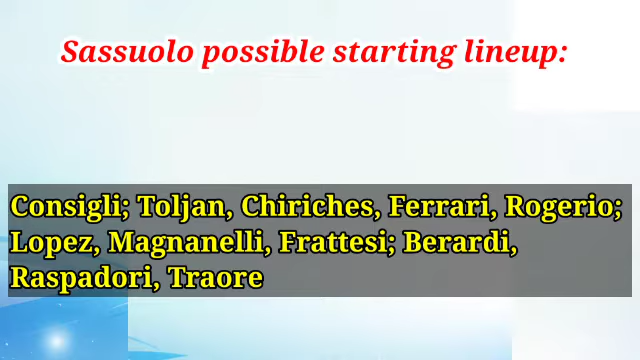 Sassuolo possible starting lineup:
Consigli; Toljan, Chiriches, Ferrari, Rogerio;
Lopez, Magnanelli, Frattesi; Berardi,
Raspadori, Traore